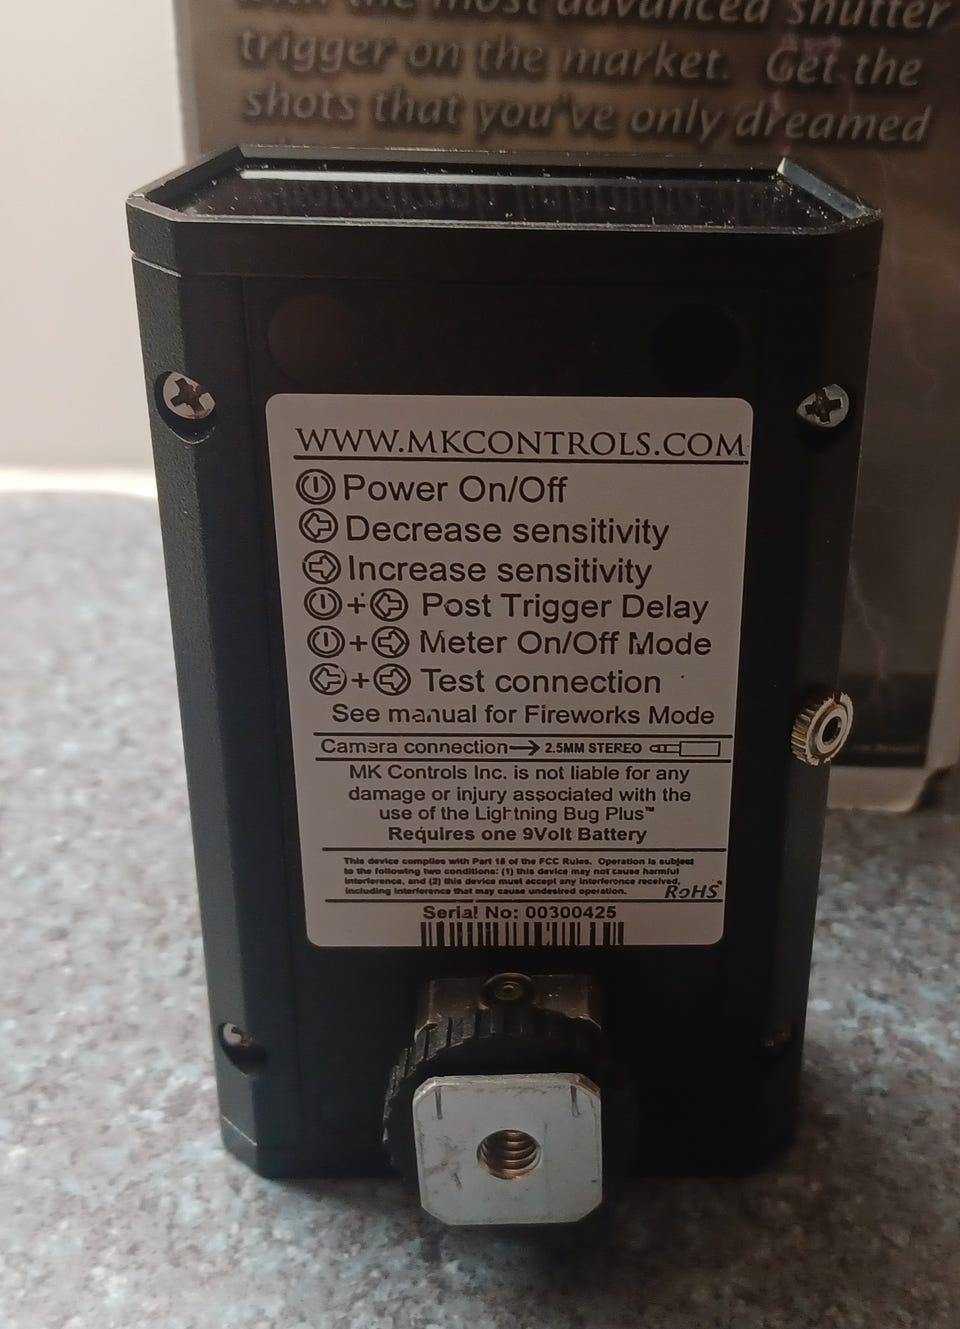 with the most advanced shutter
trigger on the market. Get the
shots that you've only dreamed
WWW.MKCONTROLS.COM
Power On/Off
Decrease sensitivity
Increase sensitivity
+ Post Trigger Delay
+ Meter On/Off Mode
+ Test connection
See manual for Fireworks Mode
Camera connection→ 2.5MM STEREO
MK Controls Inc. is not liable for any
damage or injury associated with the
use of the Lightning Bug Plus™
Requires one 9Volt Battery
This device complies with Part 15 of the FCC Rules. Operation is subject
to the following two conditions: (1) this device may not cause harmful
interference, and (2) this device must accept any interference received,
including interference that may cause undesired operation.
RoHS
Serial No: 00300425